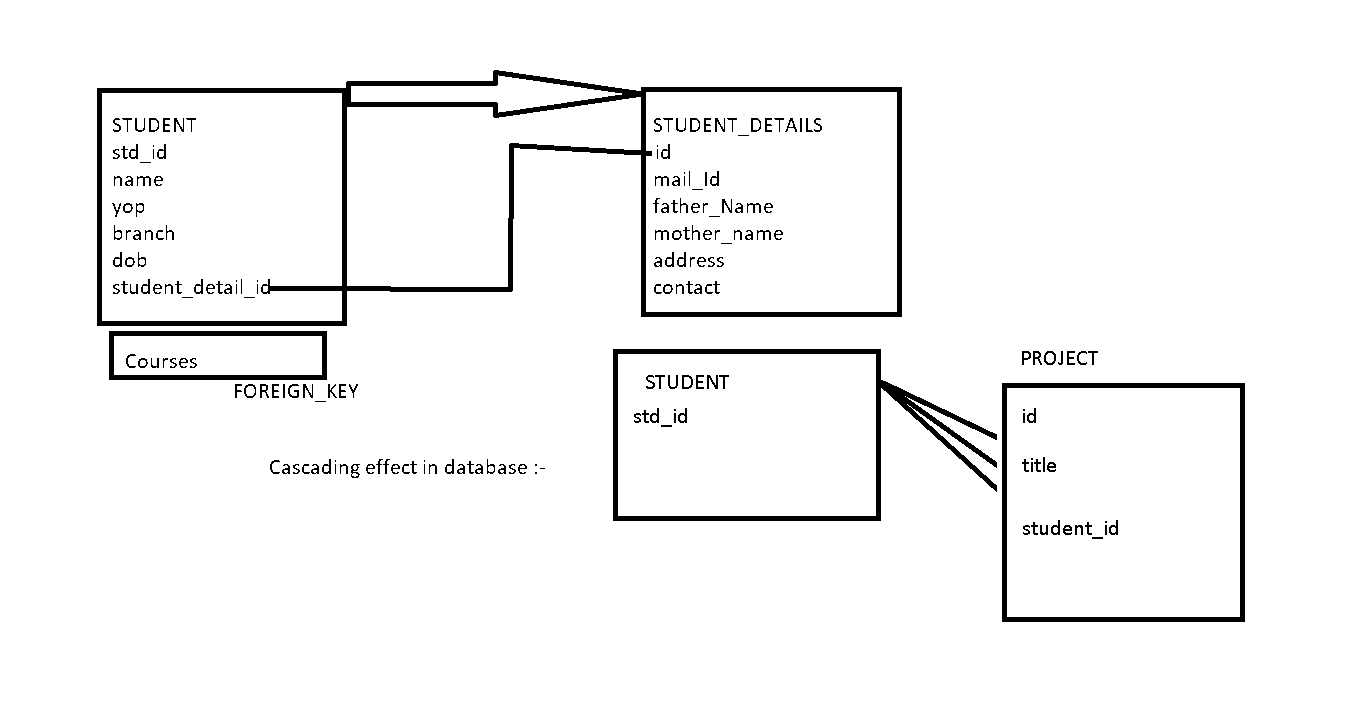 STUDENT
std_id
name
yop
branch
dob
student_detail_id
Courses
FOREIGN_KEY
STUDENT_DETAILS
id
mail_Id
father_Name
mother_name
address
contact
Cascading effect in database :-
STUDENT
std_id
PROJECT
id
title
student_id